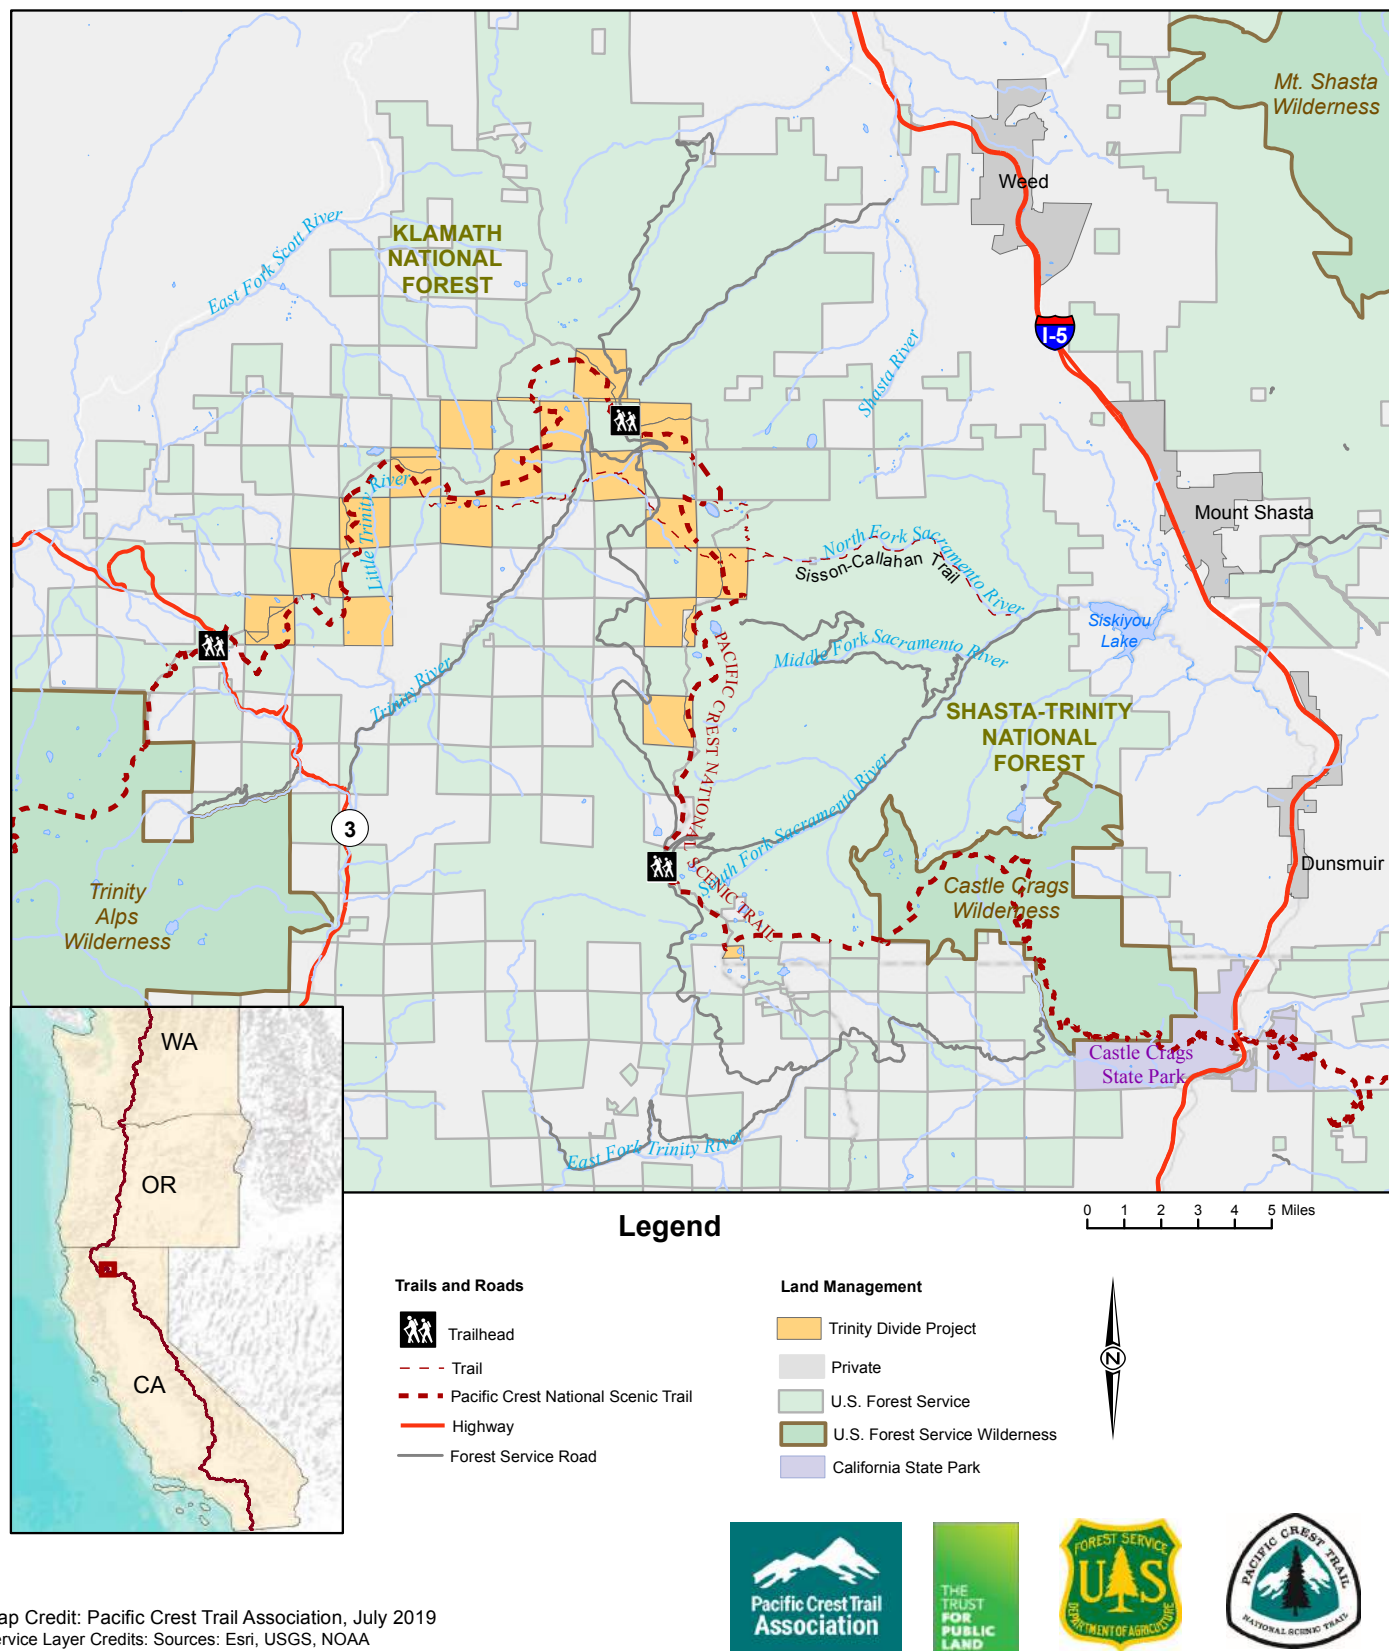 Mt. Shasta
Wilderness
Weed
KLAMATH
NATIONAL
FOREST
East Fork Scott River
I-5
Shasta River
Mount Shasta
Little Trinity River
North Fork Sacramento River
Sisson-Callahan Trail
Siskiyou
Lake
Middle Fork Sacramento River
Trinity River
PACIFIC CREST NATIONAL SCENIC TRAIL
SHASTA-TRINITY
NATIONAL
FOREST
South Fork Sacramento River
3
Dunsmuir
Trinity
Alps
Wilderness
Castle Crags
Wilderness
Castle Crags
State Park
East Fork Trinity River
WA
OR
CA
Legend
0 1 2 3 4 5 Miles
Trails and Roads
Trailhead
Trail
Pacific Crest National Scenic Trail
Highway
Forest Service Road
Land Management
Trinity Divide Project
Private
U.S. Forest Service
U.S. Forest Service Wilderness
California State Park
N
Pacific Crest Trail
Association
THE
TRUST
FOR
PUBLIC
LAND
FOREST SERVICE
US
DEPARTMENT OF AGRICULTURE
PACIFIC CREST TRAIL
NATIONAL SCENIC TRAIL
ap Credit: Pacific Crest Trail Association, July 2019
ervice Layer Credits: Sources: Esri, USGS, NOAA